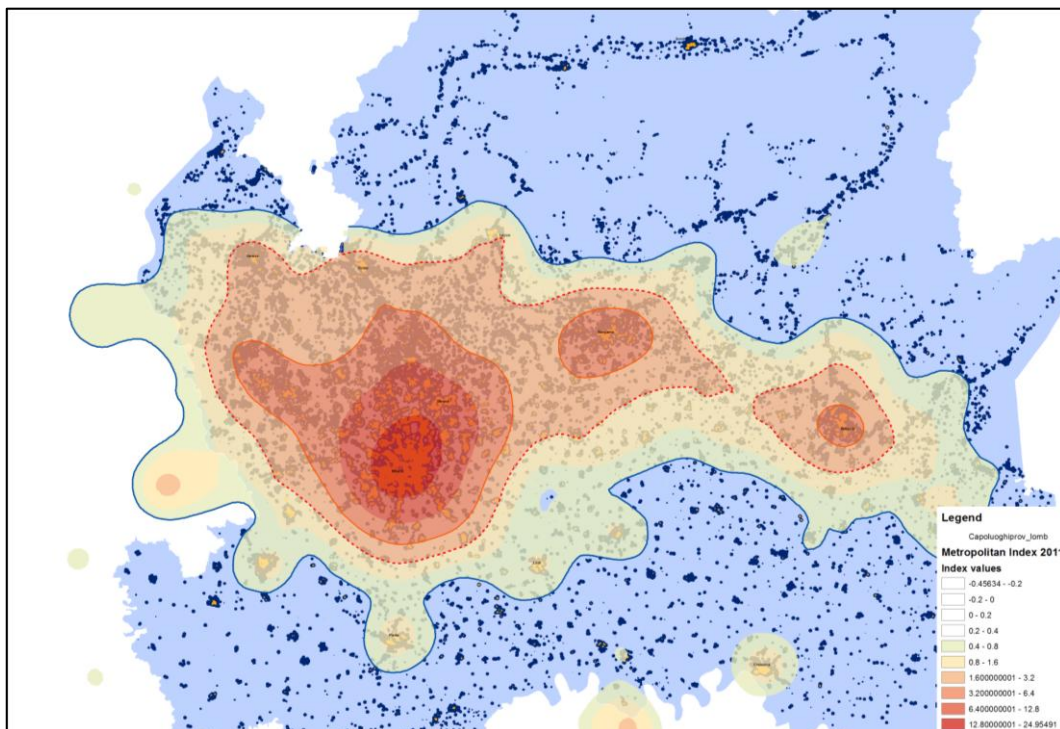 Legend
Capoluoghiprov_lomb
Metropolitan Index 2011
Index values
-0.45634 - -0.2
-0.2 - 0
0 - 0.2
0.2 - 0.4
0.4 - 0.8
0.8 - 1.6
1.600000001 - 3.2
3.20000001 - 6.4
6.400000001 - 12.8
12.80000001 - 24.95491